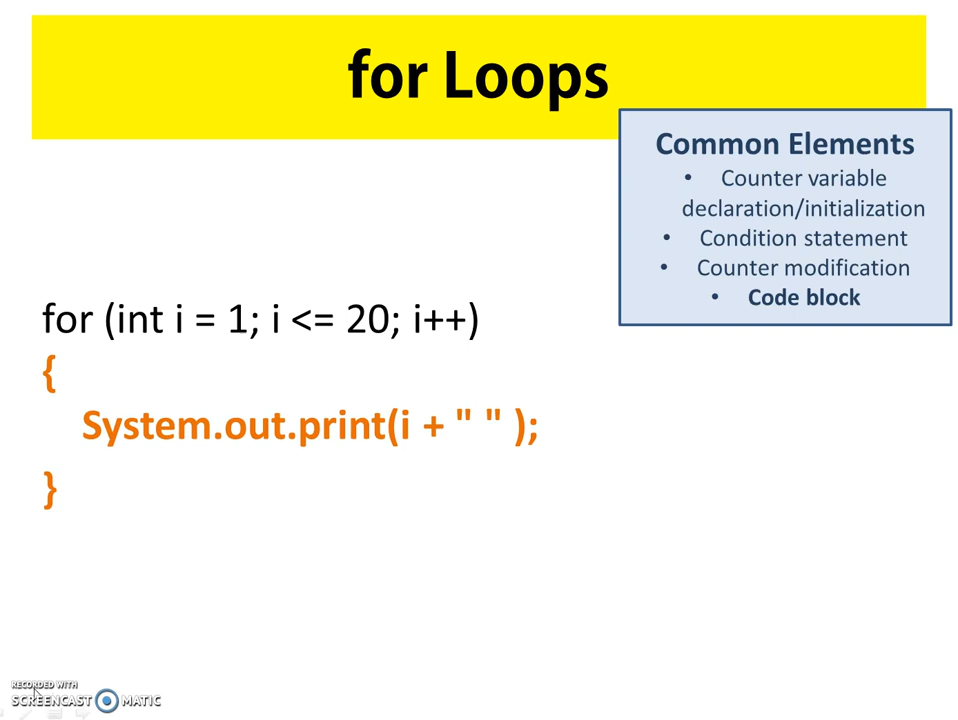 for Loops
Common Elements
• Counter variable
declaration/initialization
• Condition statement
• Counter modification
• Code block
for (int i = 1; i <= 20; i++)
{
System.out.print(i + " " );
}
RECORDED WITH
SCREENCAST MATIC